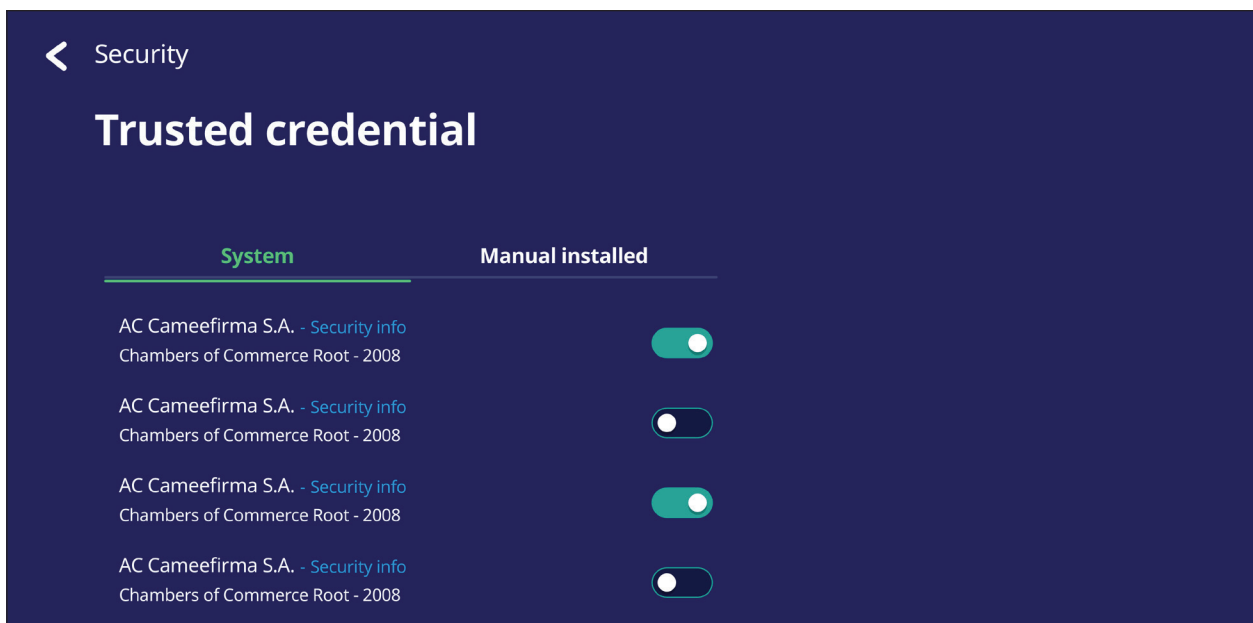 Security
Trusted credential
System Manual installed
AC Cameefirma S.A. - Security info
Chambers of Commerce Root - 2008
AC Cameefirma S.A. - Security info
Chambers of Commerce Root - 2008
AC Cameefirma S.A. - Security info
Chambers of Commerce Root - 2008
AC Cameefirma S.A. - Security info
Chambers of Commerce Root - 2008